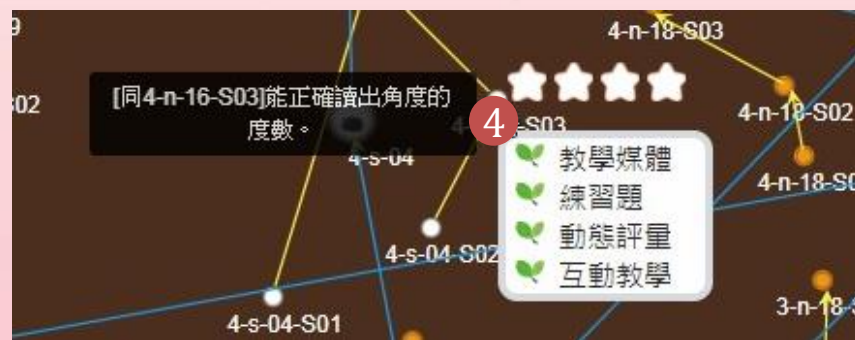 9
4-n-18-S03
02
[同4-n-16-S03]能正確讀出角度的
度數。
4
S03
4-n-18-S02
4-s-04
教學媒體
練習題
動態評量
互動教學
4-n-18-S0
4-s-04-S02
4-s-04-S01
3-n-18-